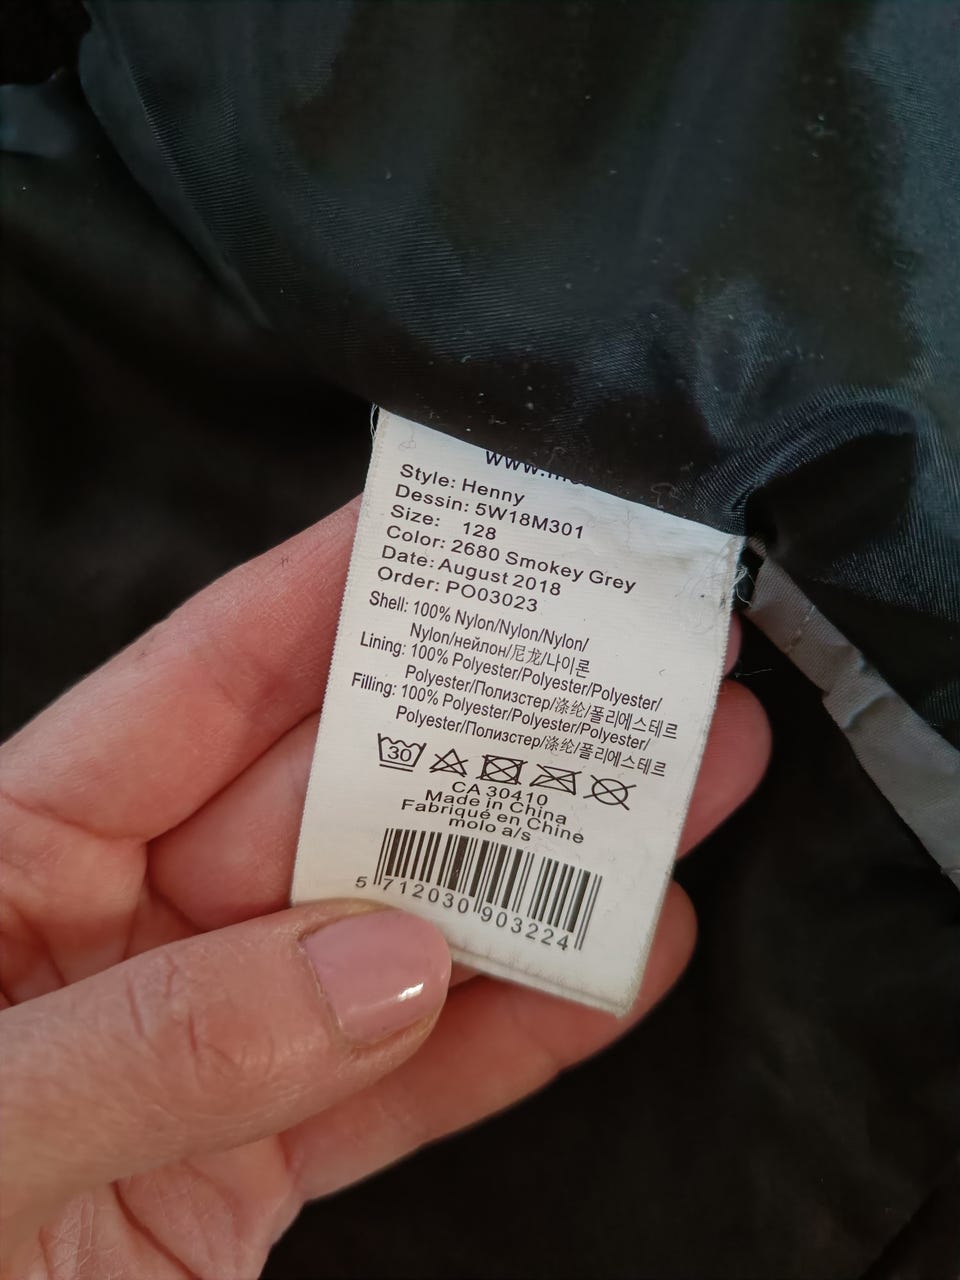 Style: Henny
Dessin: 5W18M301
Size: 128
Color: 2680 Smokey Grey
Date: August 2018
Order: PO03023
Shell: 100% Nylon/Nylon/Nylon/
Nylon/нейлон/尼龙/나이론
Lining: 100% Polyester/Polyester/Polyester/
Polyester/Полизстер/涤纶/폴리에스테르
Filling: 100% Polyester/Polyester/Polyester/
Polyester/Полизстер/涤纶/폴리에스테르
30
CA 30410
Made in China
Fabriqué en Chine
molo a/s
5 712030 903224